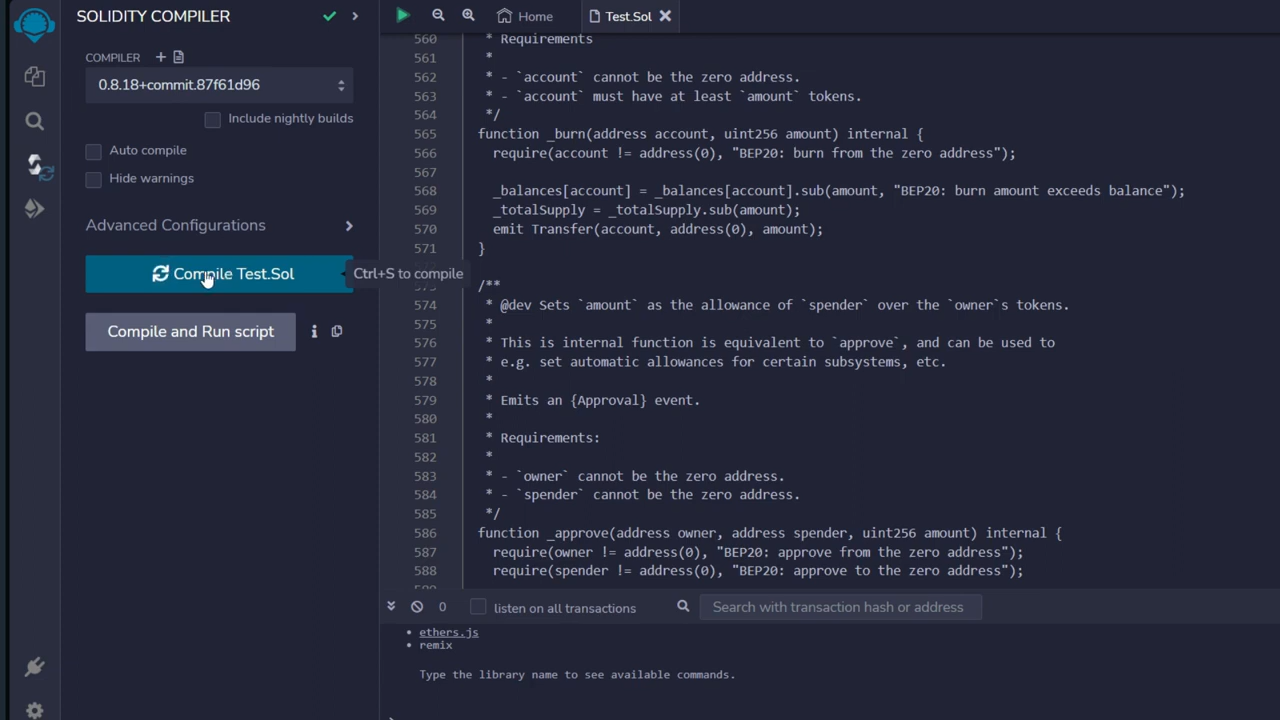 SOLIDITY COMPILER
COMPILER
0.8.18+commit.87f61d96
Include nightly builds
Auto compile
Hide warnings
Advanced Configurations
Compile Test.Sol
Ctrl+S to compile
Compile and Run script
Home
Test.Sol
560 * Requirements
561 *
562 * - `account` cannot be the zero address.
563 * - `account` must have at least `amount` tokens.
564 */
565 function _burn(address account, uint256 amount) internal {
566 require(account != address(0), "BEP20: burn from the zero address");
567
568 _balances[account] = _balances[account].sub(amount, "BEP20: burn amount exceeds balance");
569 _totalSupply = _totalSupply.sub(amount);
570 emit Transfer(account, address(0), amount);
571 }
/**
574 * @dev Sets `amount` as the allowance of `spender` over the `owner`s tokens.
575 *
576 * This is internal function is equivalent to `approve`, and can be used to
577 * e.g. set automatic allowances for certain subsystems, etc.
578 *
579 * Emits an {Approval} event.
580 *
581 * Requirements:
582 *
583 * - `owner` cannot be the zero address.
584 * - `spender` cannot be the zero address.
585 */
586 function _approve(address owner, address spender, uint256 amount) internal {
587 require(owner != address(0), "BEP20: approve from the zero address");
588 require(spender != address(0), "BEP20: approve to the zero address");
0
listen on all transactions
Search with transaction hash or address
• ethers.js
• remix
Type the library name to see available commands.